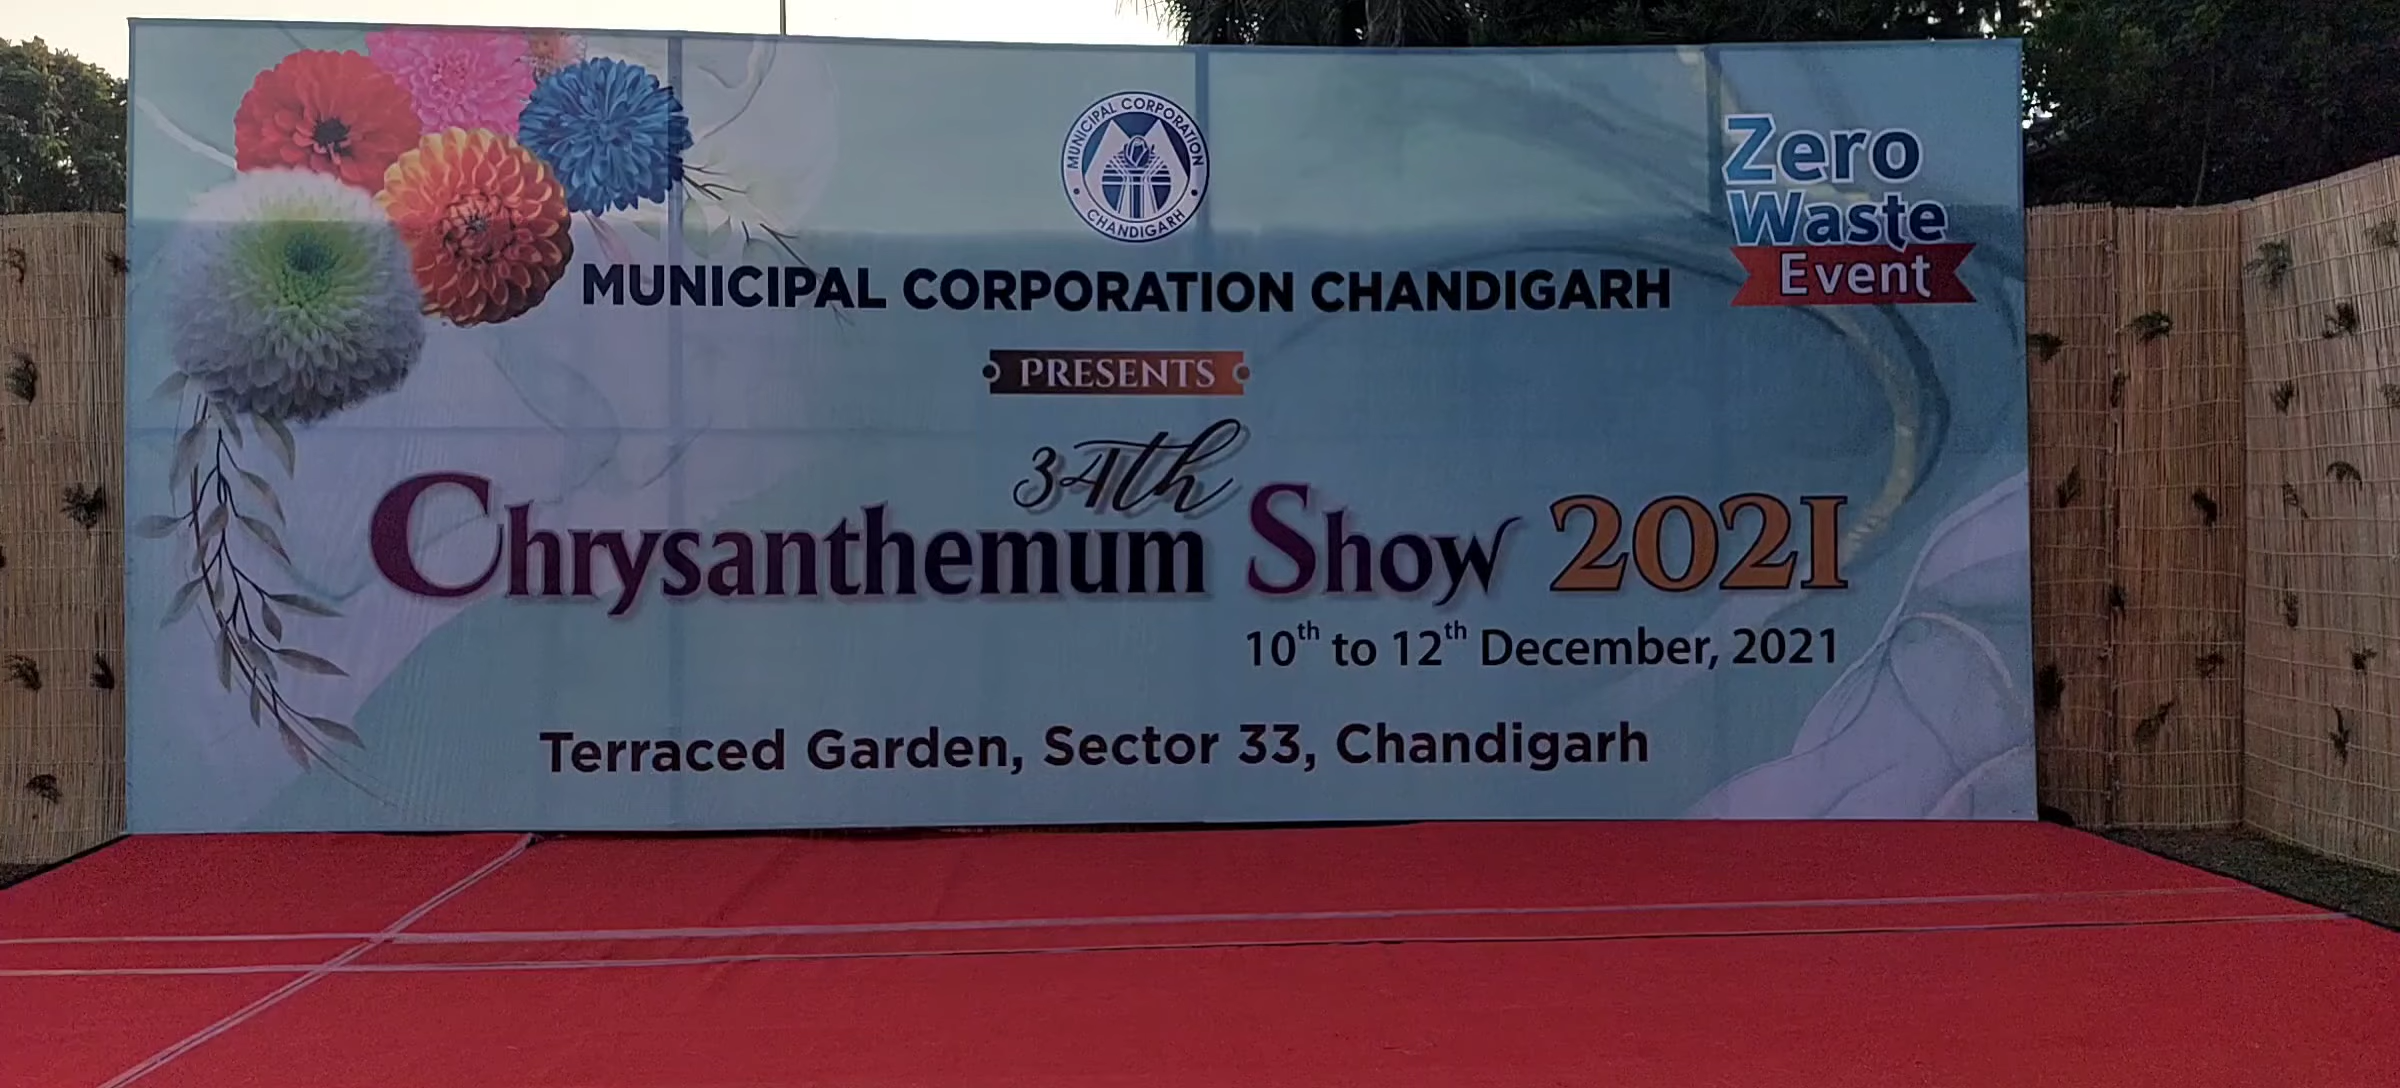 MUNICIPAL CORPORATION
CHANDIGARH
Zero
Waste
Event
MUNICIPAL CORPORATION CHANDIGARH
PRESENTS
34th
Chrysanthemum Show 2021
10th to 12th December, 2021
Terraced Garden, Sector 33, Chandigarh